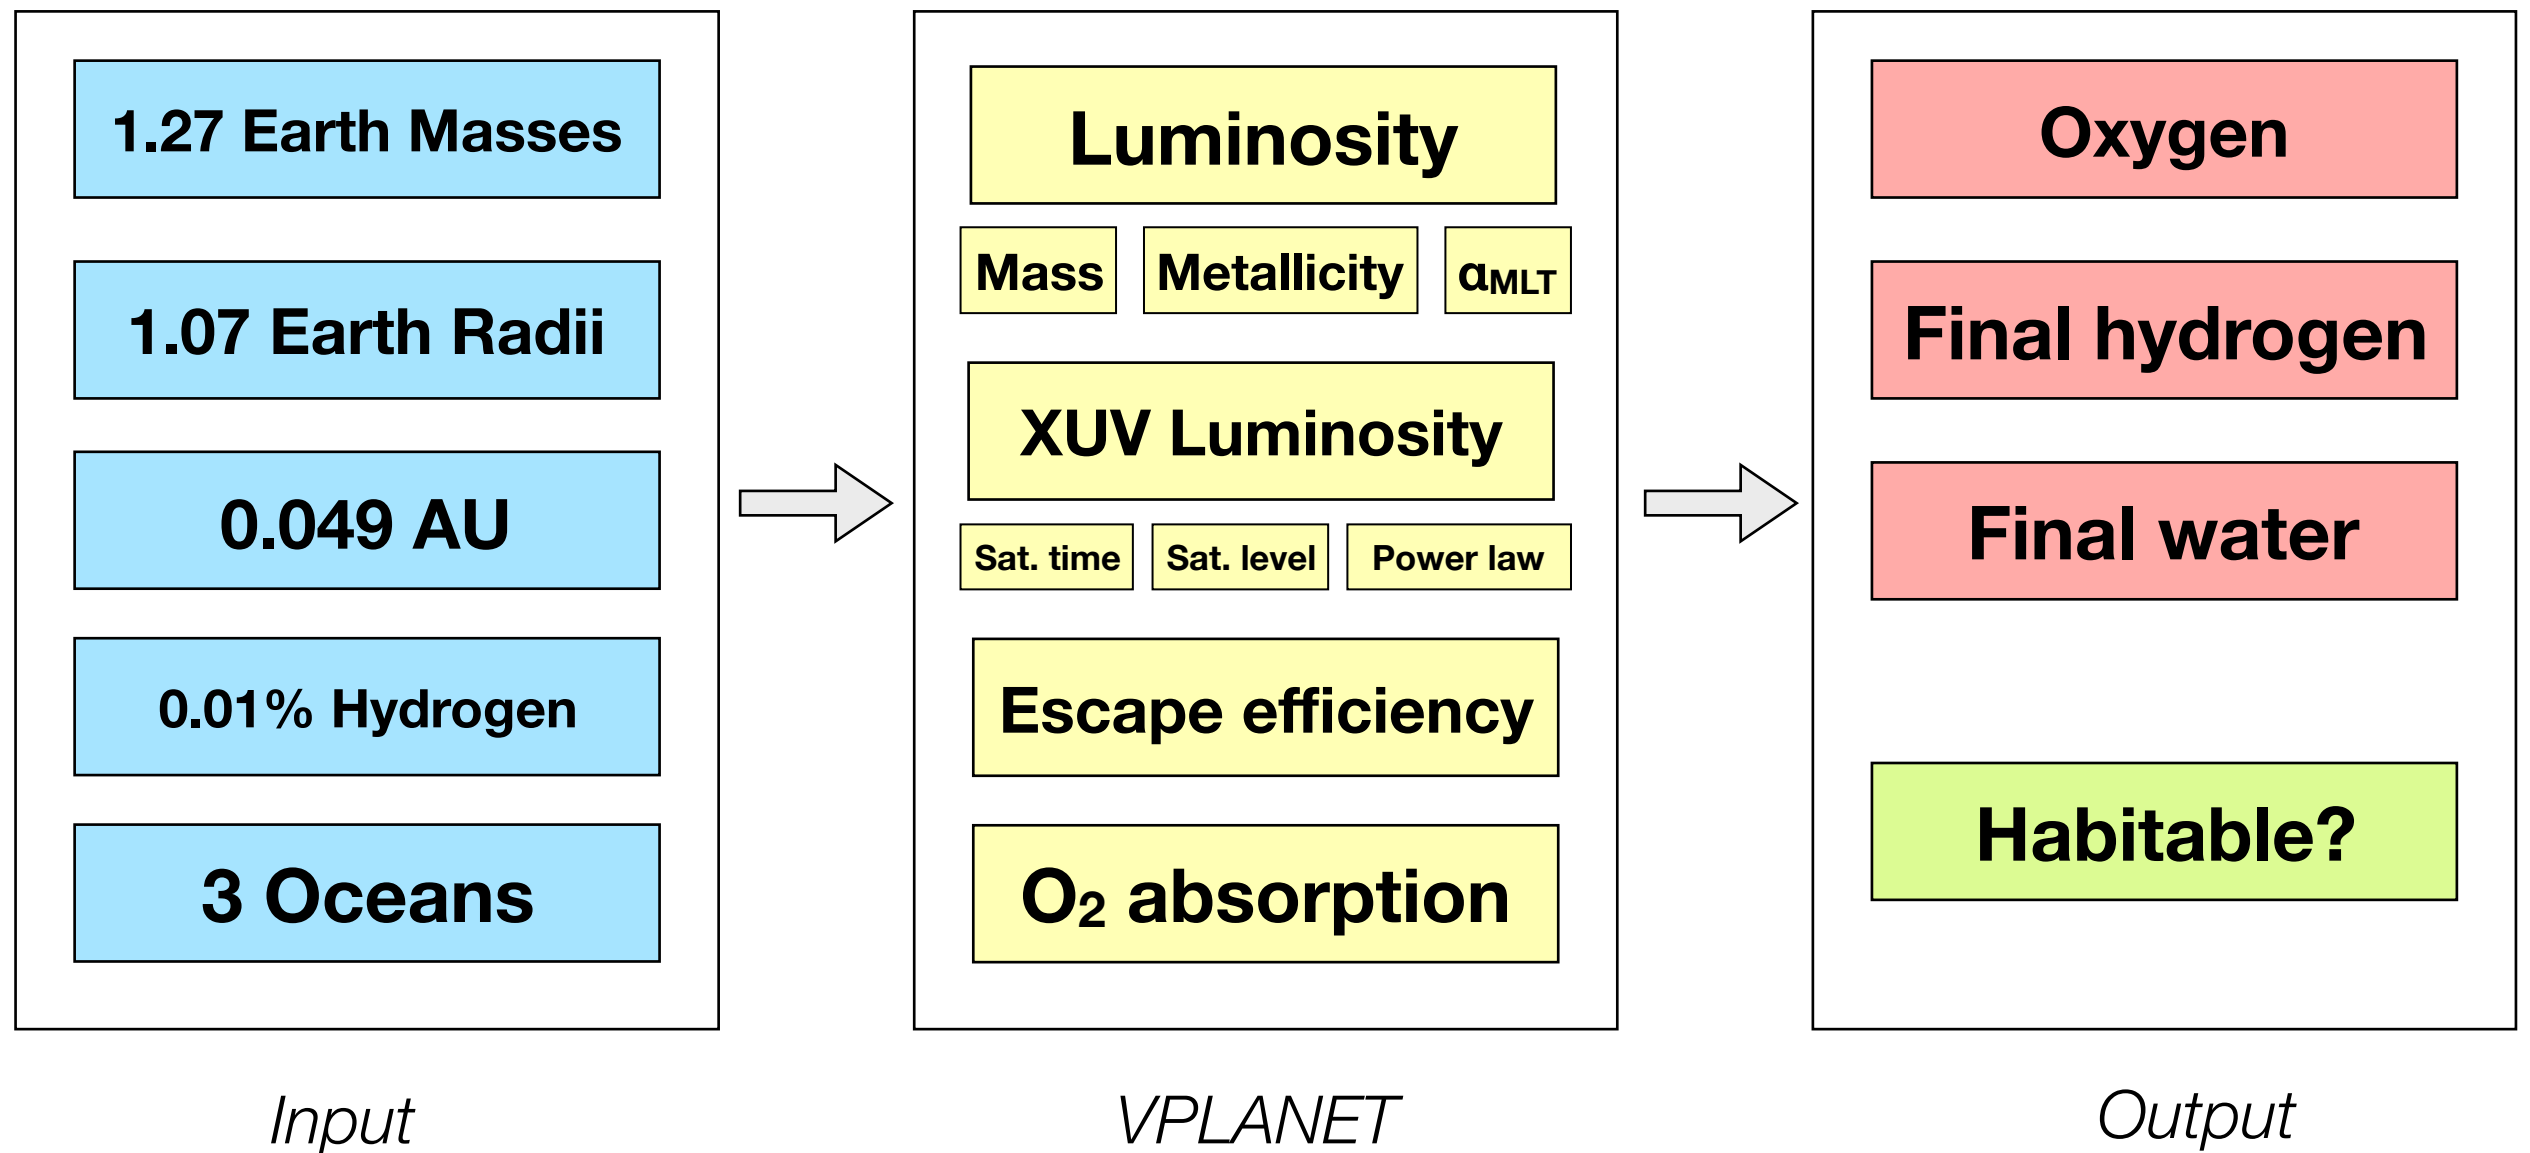 1.27 Earth Masses
1.07 Earth Radii
0.049 AU
0.01% Hydrogen
3 Oceans
Input
Luminosity
Mass
Metallicity
αMLT
XUV Luminosity
Sat. time
Sat. level
Power law
Escape efficiency
O₂ absorption
VPLANET
Oxygen
Final hydrogen
Final water
Habitable?
Output